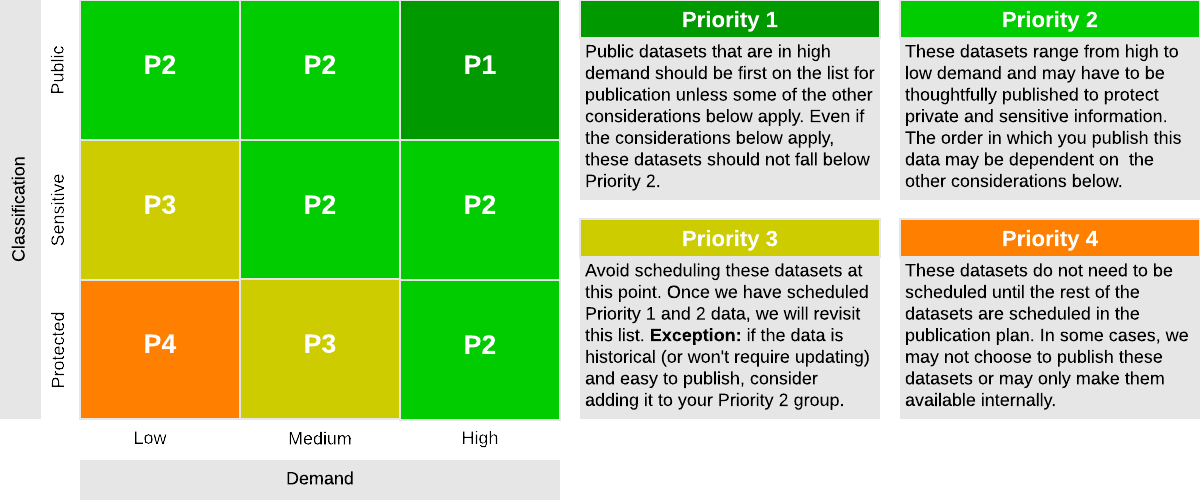 Classification
Public
Sensitive
Protected
P2
P2
P1
P3
P2
P2
P4
P3
P2
Low
Medium
High
Demand
Priority 1
Public datasets that are in high
demand should be first on the list for
publication unless some of the other
considerations below apply. Even if
the considerations below apply,
these datasets should not fall below
Priority 2.
Priority 2
These datasets range from high to
low demand and may have to be
thoughtfully published to protect
private and sensitive information.
The order in which you publish this
data may be dependent on  the
other considerations below.
Priority 3
Avoid scheduling these datasets at
this point. Once we have scheduled
Priority 1 and 2 data, we will revisit
this list. Exception: if the data is
historical (or won't require updating)
and easy to publish, consider
adding it to your Priority 2 group.
Priority 4
These datasets do not need to be
scheduled until the rest of the
datasets are scheduled in the
publication plan. In some cases, we
may not choose to publish these
datasets or may only make them
available internally.